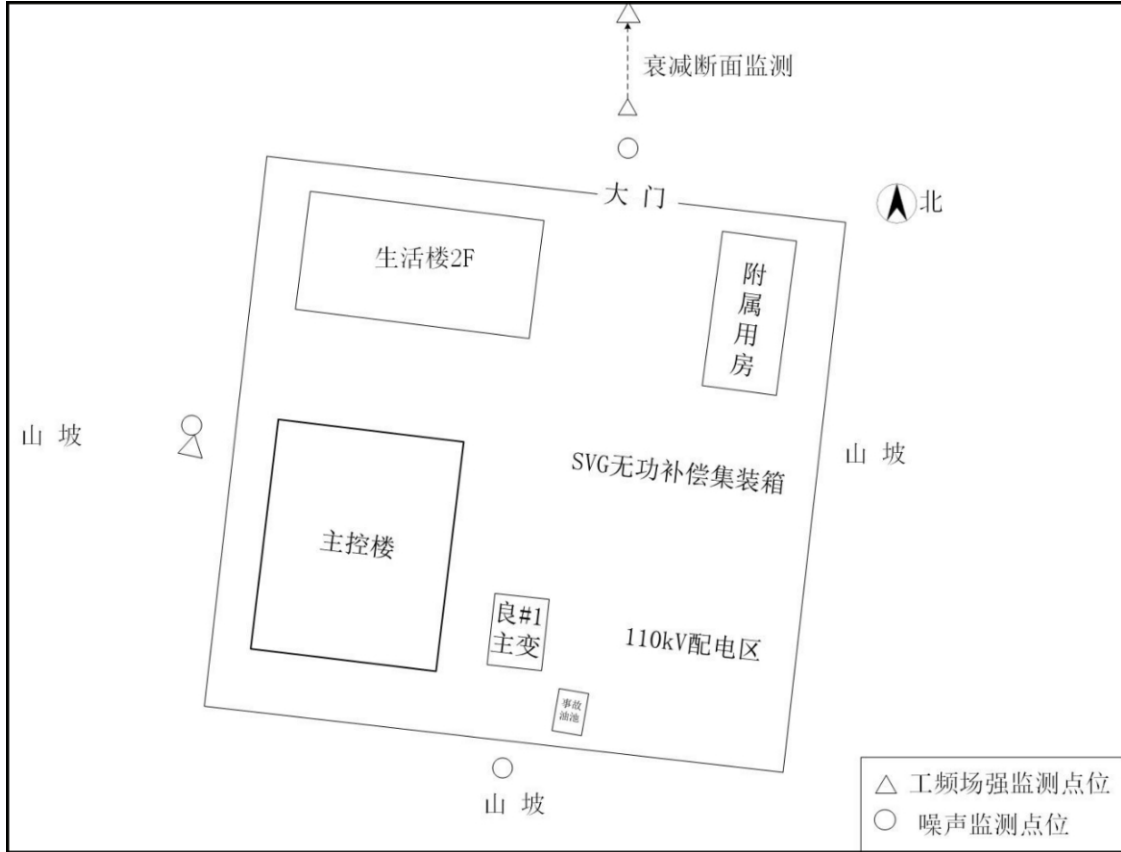 衰减断面监测
大 门
北
生活楼2F
附
属
用
房
山 坡
SVG无功补偿集装箱
山 坡
主控楼
良#1
主变
110kV配电区
事故
油池
山 坡
工频场强监测点位
噪声监测点位